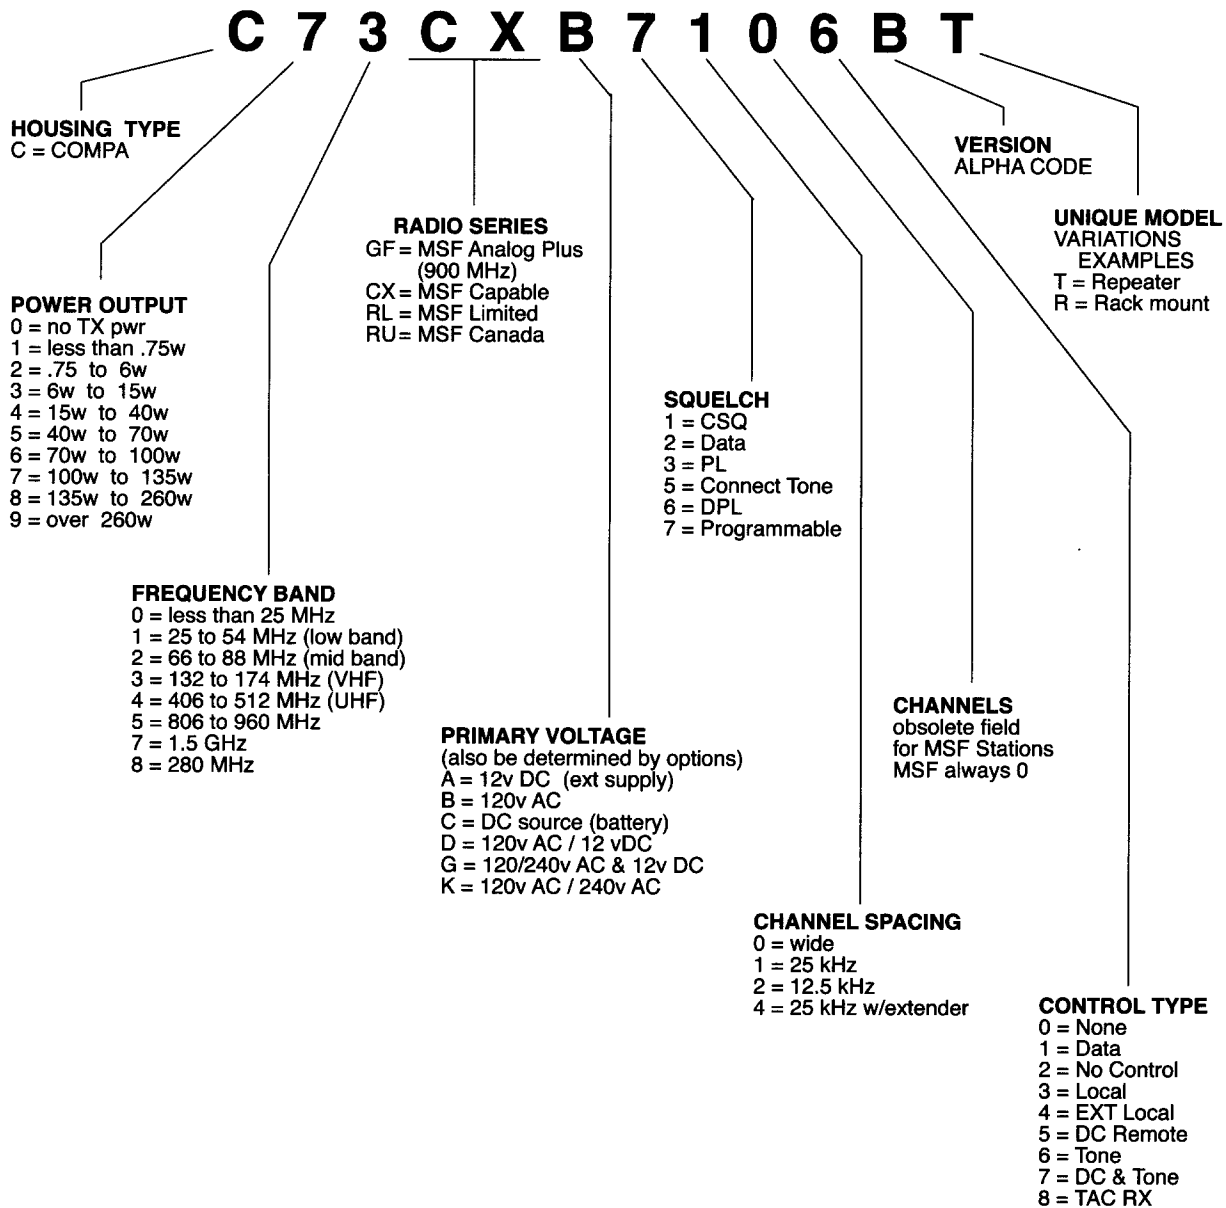 C 7 3 C X B 7 1 0 6 B T
HOUSING TYPE
C = COMPA
VERSION
ALPHA CODE
UNIQUE MODEL
VARIATIONS
EXAMPLES
T = Repeater
R = Rack mount
RADIO SERIES
GF = MSF Analog Plus
(900 MHz)
CX = MSF Capable
RL = MSF Limited
RU = MSF Canada
POWER OUTPUT
0 = no TX pwr
1 = less than .75w
2 = .75 to 6w
3 = 6w to 15w
4 = 15w to 40w
5 = 40w to 70w
6 = 70w to 100w
7 = 100w to 135w
8 = 135w to 260w
9 = over 260w
SQUELCH
1 = CSQ
2 = Data
3 = PL
5 = Connect Tone
6 = DPL
7 = Programmable
FREQUENCY BAND
0 = less than 25 MHz
1 = 25 to 54 MHz (low band)
2 = 66 to 88 MHz (mid band)
3 = 132 to 174 MHz (VHF)
4 = 406 to 512 MHz (UHF)
5 = 806 to 960 MHz
7 = 1.5 GHz
8 = 280 MHz
PRIMARY VOLTAGE
(also be determined by options)
A = 12v DC (ext supply)
B = 120v AC
C = DC source (battery)
D = 120v AC / 12 vDC
G = 120/240v AC & 12v DC
K = 120v AC / 240v AC
CHANNELS
obsolete field
for MSF Stations
MSF always 0
CHANNEL SPACING
0 = wide
1 = 25 kHz
2 = 12.5 kHz
4 = 25 kHz w/extender
CONTROL TYPE
0 = None
1 = Data
2 = No Control
3 = Local
4 = EXT Local
5 = DC Remote
6 = Tone
7 = DC & Tone
8 = TAC RX